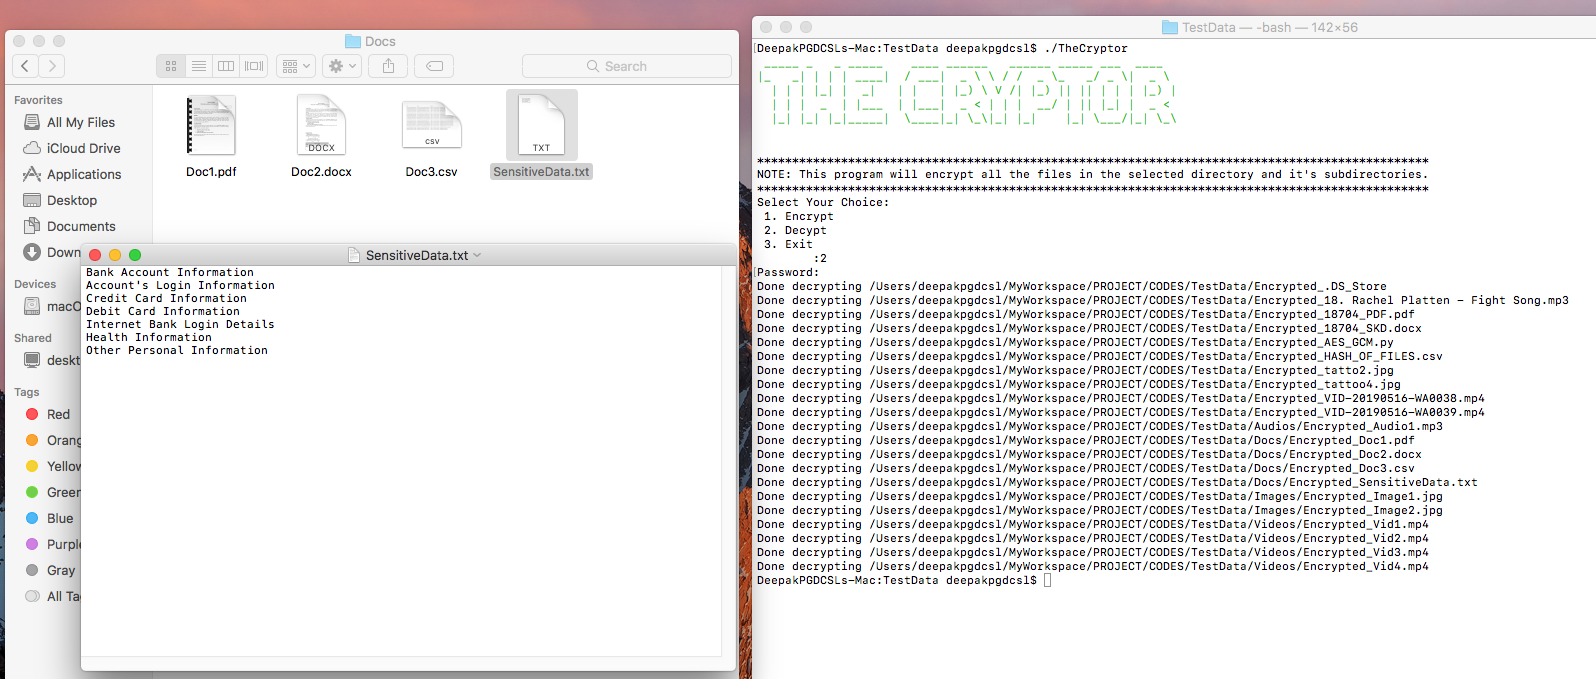 Docs
Search
Favorites
All My Files
iCloud Drive
Applications
Desktop
Documents
Down
Devices
macO
Shared
deskt
Tags
Red
Orang
Yellow
Green
Blue
Purple
Gray
All Ta
DOCX
CSV
TXT
Doc1.pdf
Doc2.docx
Doc3.csv
SensitiveData.txt
SensitiveData.txt
Bank Account Information
Account's Login Information
Credit Card Information
Debit Card Information
Internet Bank Login Details
Health Information
Other Personal Information
TestData — -bash — 142×56
DeepakPGDCSLs-Mac:TestData deepakpgdcsl$ ./TheCryptor
THE CRYPTOR
************************************************************************************************
NOTE: This program will encrypt all the files in the selected directory and it's subdirectories.
************************************************************************************************
Select Your Choice:
1. Encrypt
2. Decypt
3. Exit
:2
Password:
Done decrypting /Users/deepakpgdcsl/MyWorkspace/PROJECT/CODES/TestData/Encrypted_.DS_Store
Done decrypting /Users/deepakpgdcsl/MyWorkspace/PROJECT/CODES/TestData/Encrypted_18. Rachel Platten - Fight Song.mp3
Done decrypting /Users/deepakpgdcsl/MyWorkspace/PROJECT/CODES/TestData/Encrypted_18704_PDF.pdf
Done decrypting /Users/deepakpgdcsl/MyWorkspace/PROJECT/CODES/TestData/Encrypted_18704_SKD.docx
Done decrypting /Users/deepakpgdcsl/MyWorkspace/PROJECT/CODES/TestData/Encrypted_AES_GCM.py
Done decrypting /Users/deepakpgdcsl/MyWorkspace/PROJECT/CODES/TestData/Encrypted_HASH_OF_FILES.csv
Done decrypting /Users/deepakpgdcsl/MyWorkspace/PROJECT/CODES/TestData/Encrypted_tatto2.jpg
Done decrypting /Users/deepakpgdcsl/MyWorkspace/PROJECT/CODES/TestData/Encrypted_tattoo4.jpg
Done decrypting /Users/deepakpgdcsl/MyWorkspace/PROJECT/CODES/TestData/Encrypted_VID-20190516-WA0038.mp4
Done decrypting /Users/deepakpgdcsl/MyWorkspace/PROJECT/CODES/TestData/Encrypted_VID-20190516-WA0039.mp4
Done decrypting /Users/deepakpgdcsl/MyWorkspace/PROJECT/CODES/TestData/Audios/Encrypted_Audio1.mp3
Done decrypting /Users/deepakpgdcsl/MyWorkspace/PROJECT/CODES/TestData/Docs/Encrypted_Doc1.pdf
Done decrypting /Users/deepakpgdcsl/MyWorkspace/PROJECT/CODES/TestData/Docs/Encrypted_Doc2.docx
Done decrypting /Users/deepakpgdcsl/MyWorkspace/PROJECT/CODES/TestData/Docs/Encrypted_Doc3.csv
Done decrypting /Users/deepakpgdcsl/MyWorkspace/PROJECT/CODES/TestData/Docs/Encrypted_SensitiveData.txt
Done decrypting /Users/deepakpgdcsl/MyWorkspace/PROJECT/CODES/TestData/Images/Encrypted_Image1.jpg
Done decrypting /Users/deepakpgdcsl/MyWorkspace/PROJECT/CODES/TestData/Images/Encrypted_Image2.jpg
Done decrypting /Users/deepakpgdcsl/MyWorkspace/PROJECT/CODES/TestData/Videos/Encrypted_Vid1.mp4
Done decrypting /Users/deepakpgdcsl/MyWorkspace/PROJECT/CODES/TestData/Videos/Encrypted_Vid2.mp4
Done decrypting /Users/deepakpgdcsl/MyWorkspace/PROJECT/CODES/TestData/Videos/Encrypted_Vid3.mp4
Done decrypting /Users/deepakpgdcsl/MyWorkspace/PROJECT/CODES/TestData/Videos/Encrypted_Vid4.mp4
DeepakPGDCSLs-Mac:TestData deepakpgdcsl$